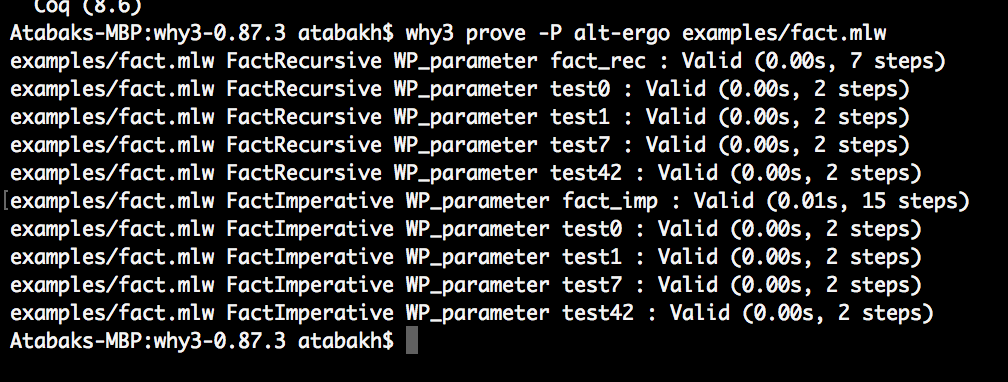 Coq (8.6)
Atabaks-MBP:why3-0.87.3 atabakh$ why3 prove -P alt-ergo examples/fact.mlw
examples/fact.mlw FactRecursive WP_parameter fact_rec : Valid (0.00s, 7 steps)
examples/fact.mlw FactRecursive WP_parameter test0 : Valid (0.00s, 2 steps)
examples/fact.mlw FactRecursive WP_parameter test1 : Valid (0.00s, 2 steps)
examples/fact.mlw FactRecursive WP_parameter test7 : Valid (0.00s, 2 steps)
examples/fact.mlw FactRecursive WP_parameter test42 : Valid (0.00s, 2 steps)
[examples/fact.mlw FactImperative WP_parameter fact_imp : Valid (0.01s, 15 steps)
examples/fact.mlw FactImperative WP_parameter test0 : Valid (0.00s, 2 steps)
examples/fact.mlw FactImperative WP_parameter test1 : Valid (0.00s, 2 steps)
examples/fact.mlw FactImperative WP_parameter test7 : Valid (0.00s, 2 steps)
examples/fact.mlw FactImperative WP_parameter test42 : Valid (0.00s, 2 steps)
Atabaks-MBP:why3-0.87.3 atabakh$